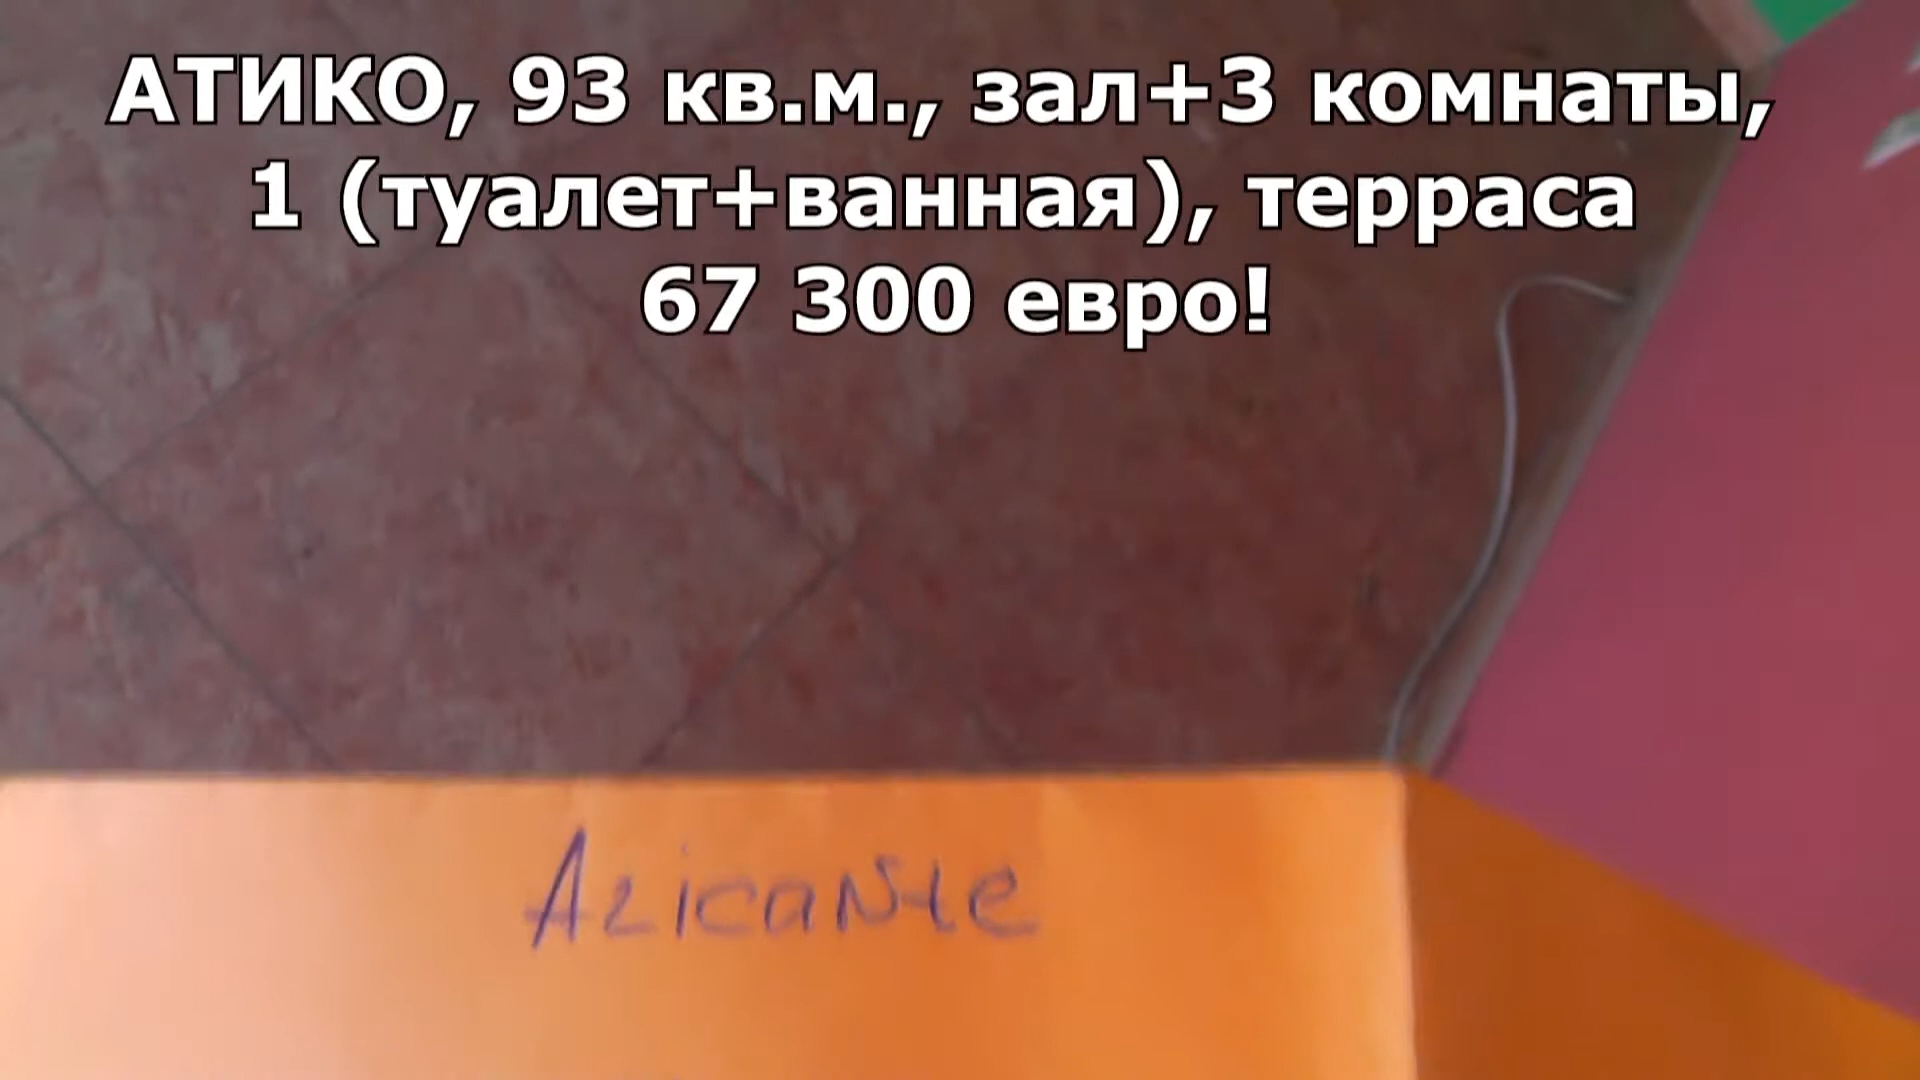 АТИКО, 93 кв.м., зал+3 комнаты,
1 (туалет+ванная), терраса
67 300 евро!
Alicante